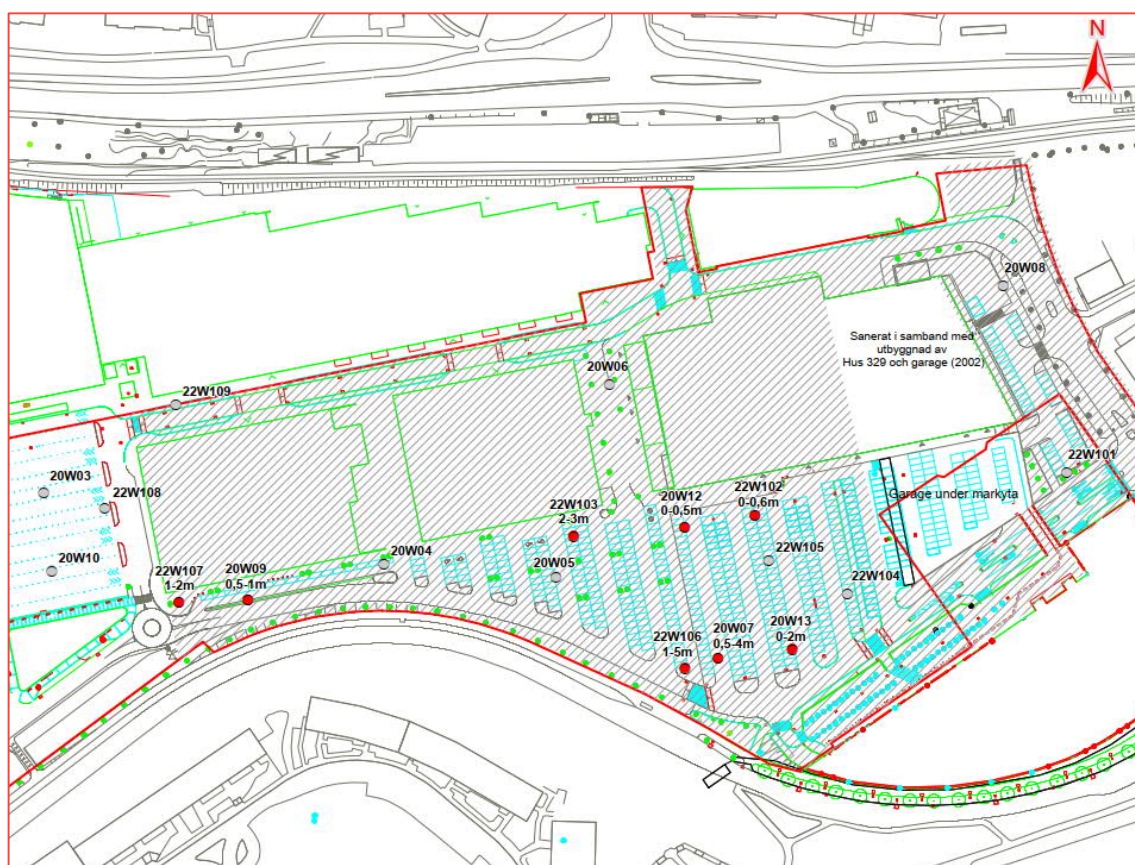 N
20W08
Sanerat i samband med
utbyggnad av
Hus 329 och garage (2002)
20W06
22W109
22W101
20W03
22W108
22W103
2-3m
20W12
0-0,5m
22W102
0-0,6m
Garage under markyta
20W10
22W107
1-2m
20W09
0,5-1m
20W04
20W05
22W105
22W104
22W106
1-5m
20W07
0,5-4m
20W13
0-2m